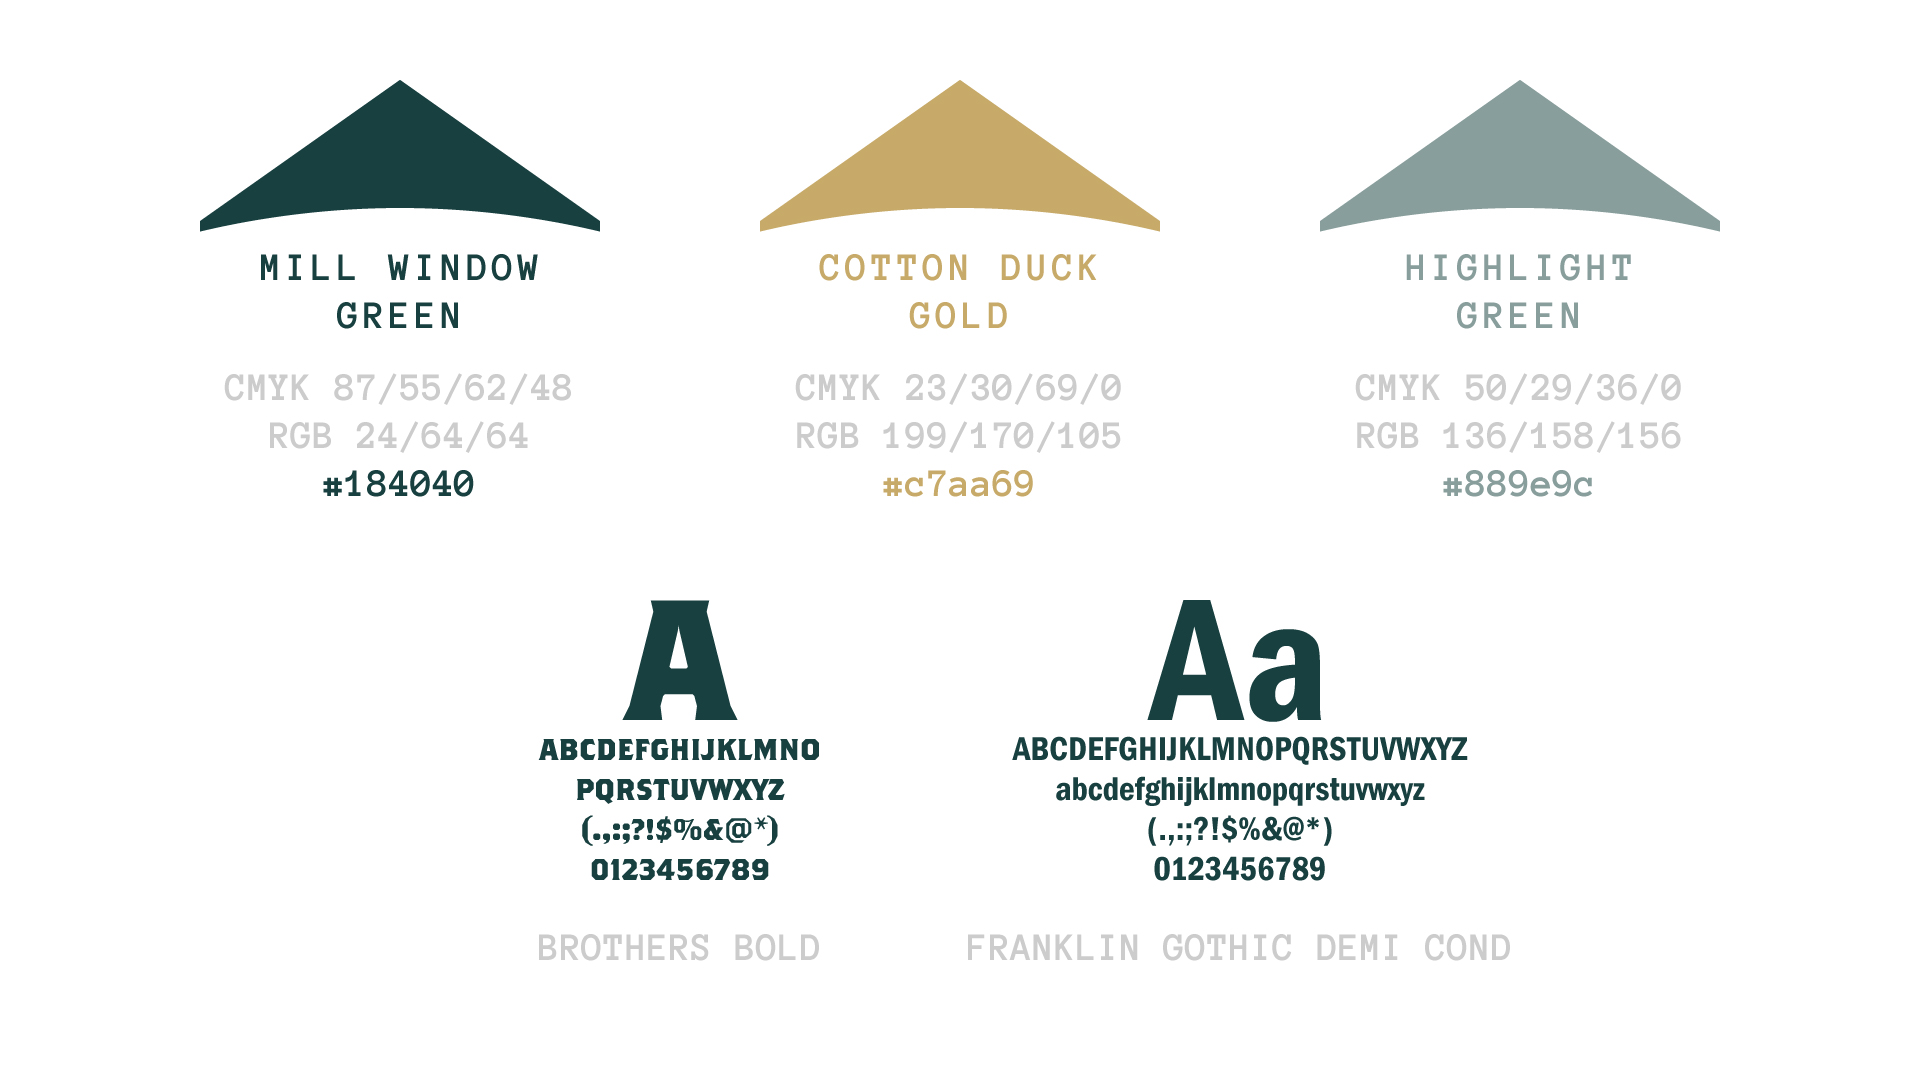 MILL WINDOW
GREEN
CMYK 87/55/62/48
RGB 24/64/64
#184040
COTTON DUCK
GOLD
CMYK 23/30/69/0
RGB 199/170/105
#c7aa69
HIGHLIGHT
GREEN
CMYK 50/29/36/0
RGB 136/158/156
#889e9c
A
ABCDEFGHIJKLMNO
PQRSTUVWXYZ
(.,:;?!$%&@*)
0123456789
BROTHERS BOLD
Aa
ABCDEFGHIJKLMNOPQRSTUVWXYZ
abcdefghijklmnopqrstuvwxyz
(.,:;?!$%&@*)
0123456789
FRANKLIN GOTHIC DEMI COND